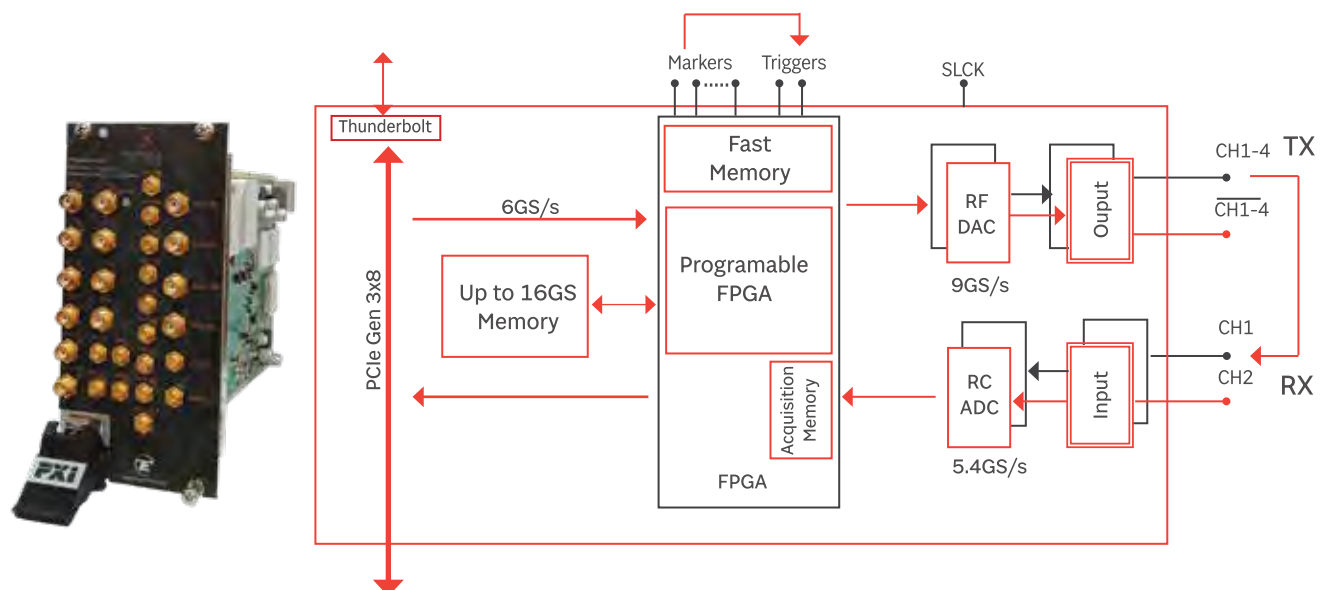 Markers
Triggers
SLCK
Thunderbolt
PCIe Gen 3x8
6GS/s
Up to 16GS
Memory
Fast
Memory
Programable
FPGA
Acquisition
Memory
FPGA
RF
DAC
9GS/s
Ouput
CH1-4
TX
CH1-4
RC
ADC
5.4GS/s
Input
CH1
CH2
RX
PXI